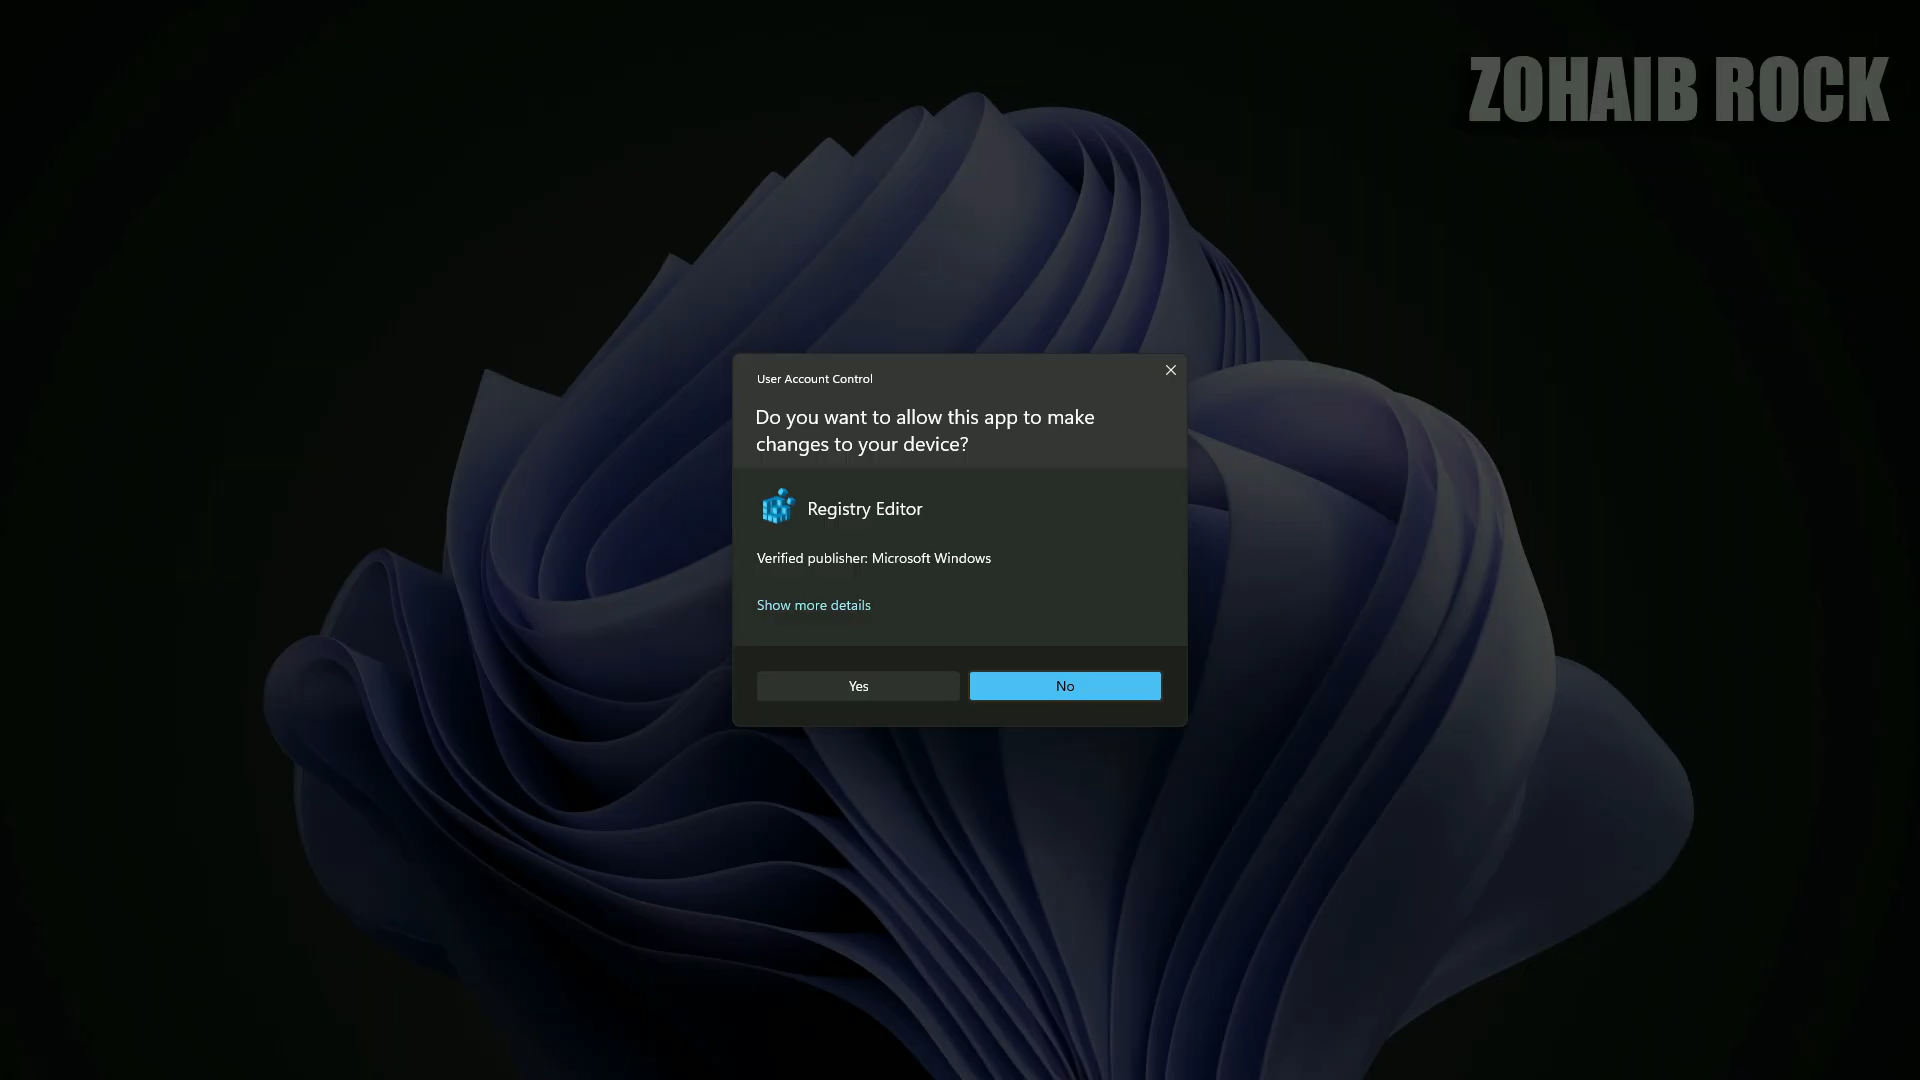 ZOHAIB ROCK
User Account Control
Do you want to allow this app to make
changes to your device?
Registry Editor
Verified publisher: Microsoft Windows
Show more details
Yes
No